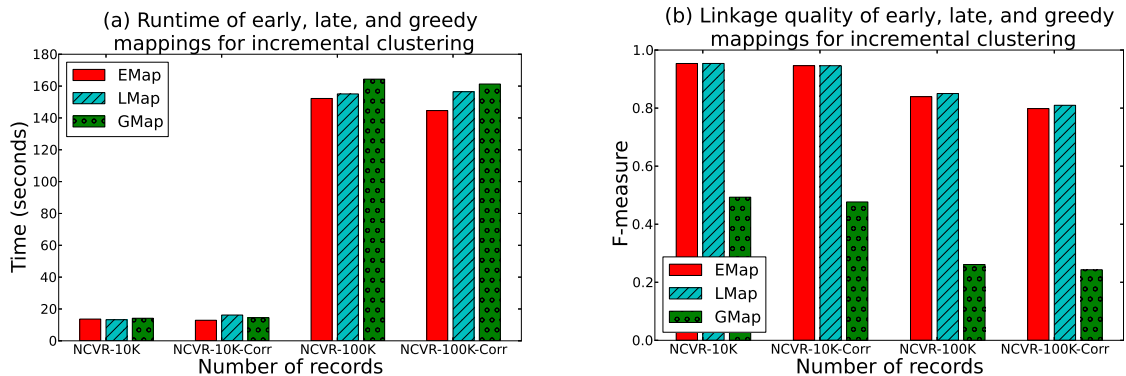 (a) Runtime of early, late, and greedy
mappings for incremental clustering
180
160
140
120
100
80
60
40
20
0
Time (seconds)
EMap
LMap
GMap
NCVR-10K NCVR-10K-Corr NCVR-100K NCVR-100K-Corr
Number of records
(b) Linkage quality of early, late, and greedy
mappings for incremental clustering
1.0
0.8
0.6
0.4
0.2
0.0
F-measure
EMap
LMap
GMap
NCVR-10K NCVR-10K-Corr NCVR-100K NCVR-100K-Corr
Number of records